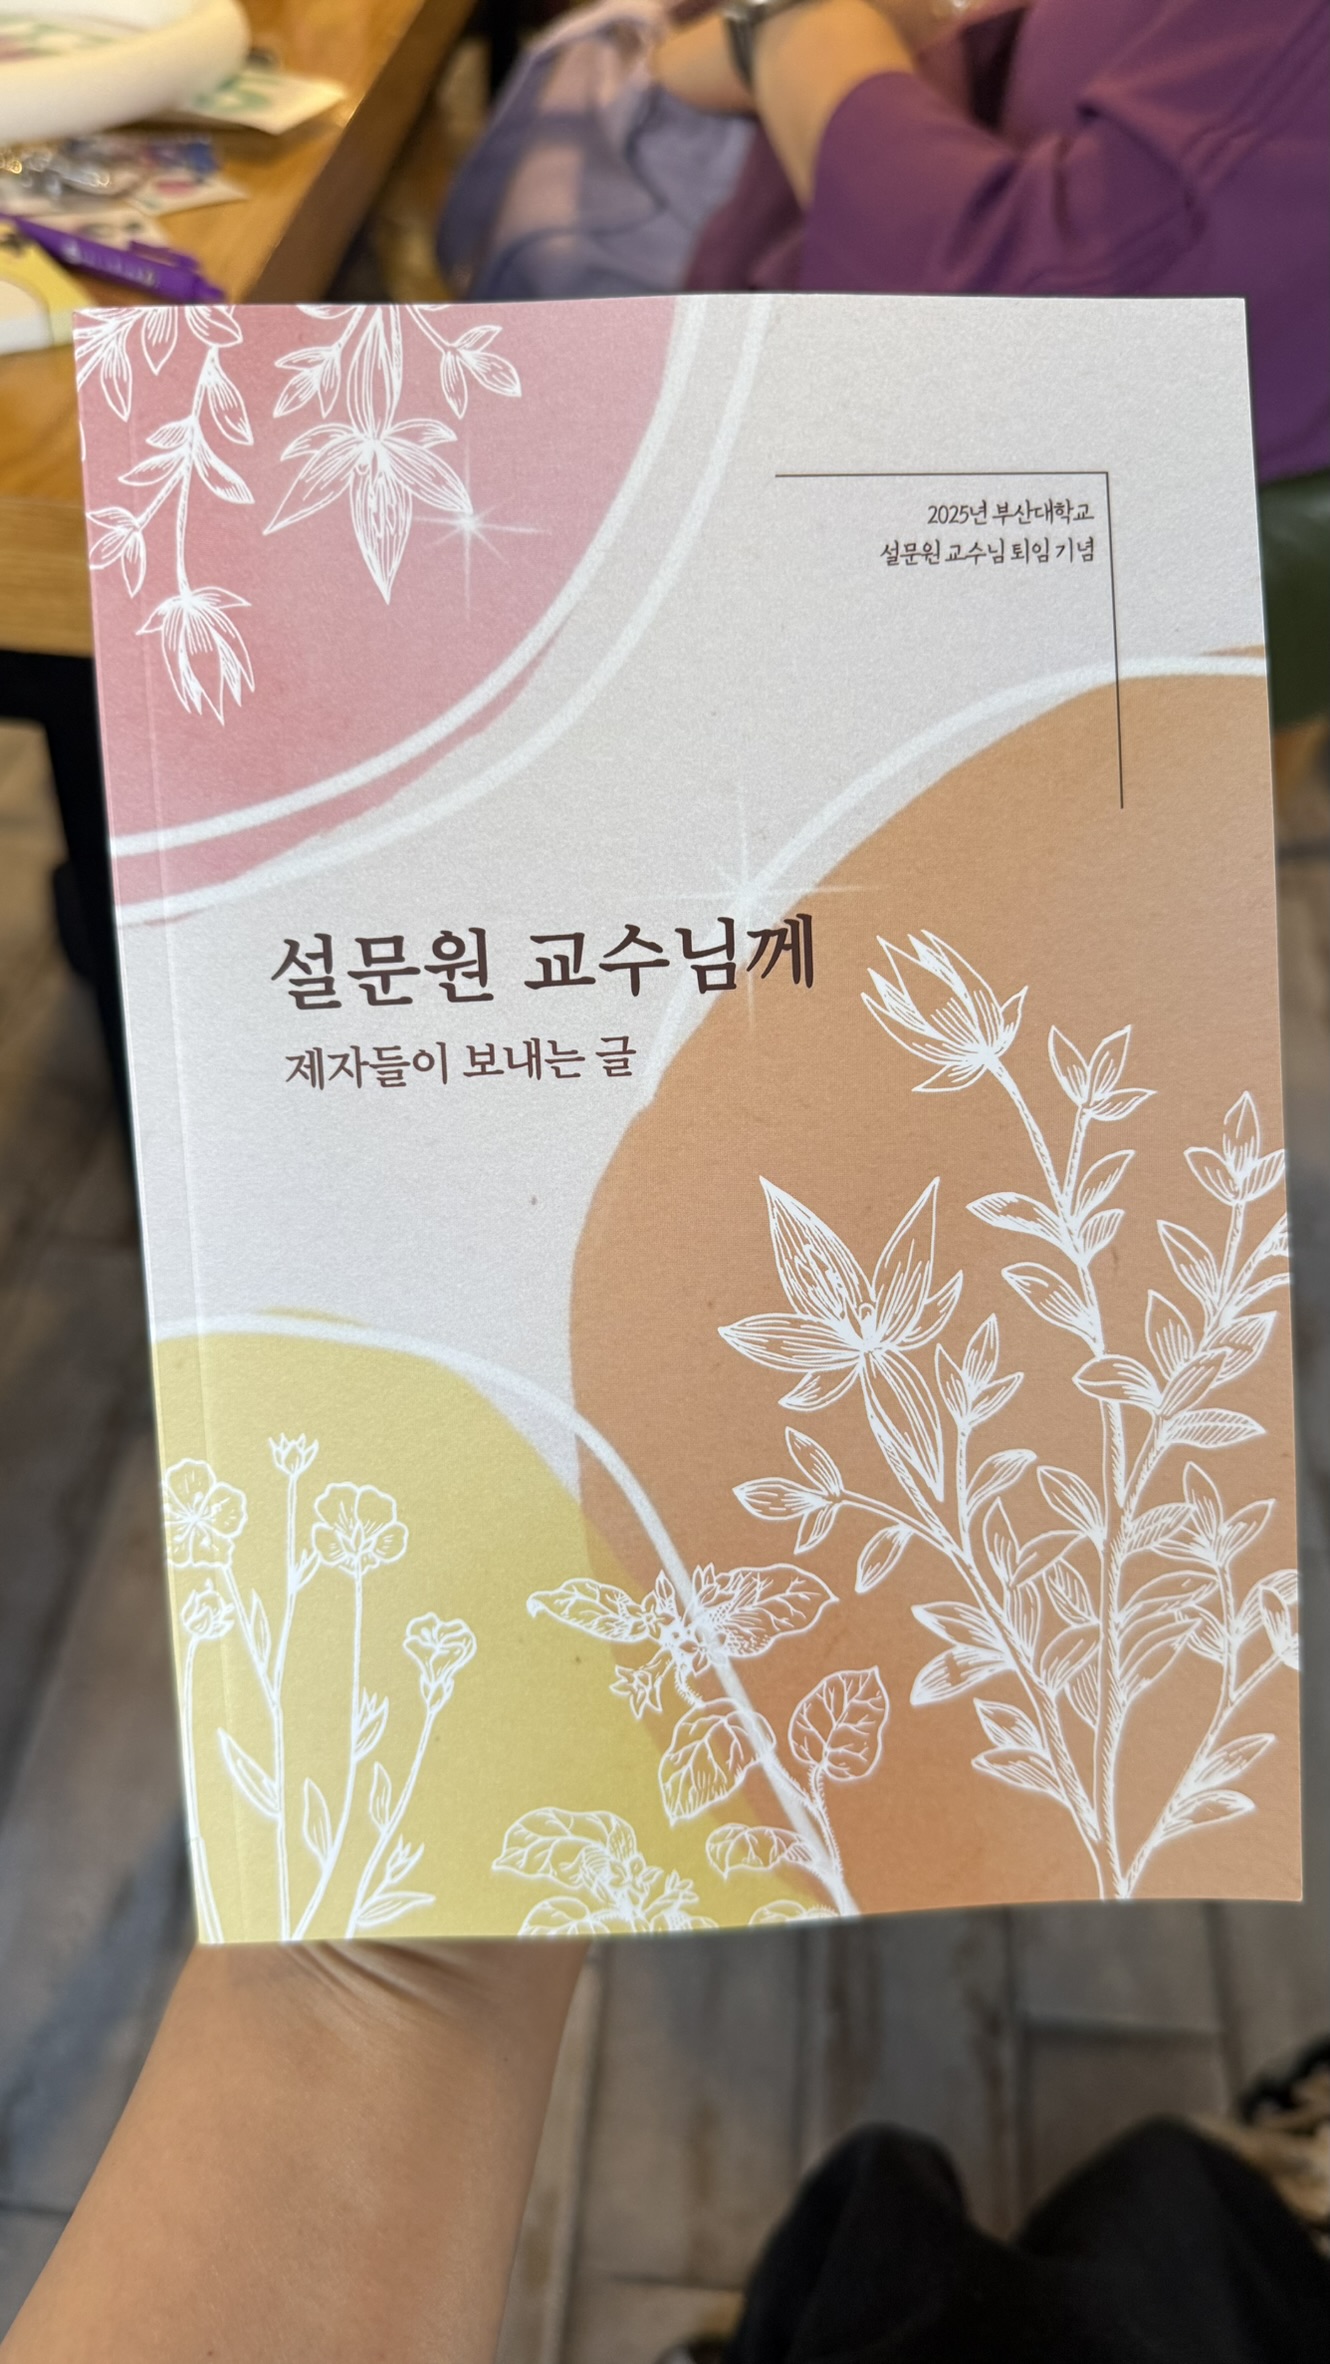 2025년 부산대학교
설문원 교수님 퇴임 기념
설문원 교수님께
제자들이 보내는 글